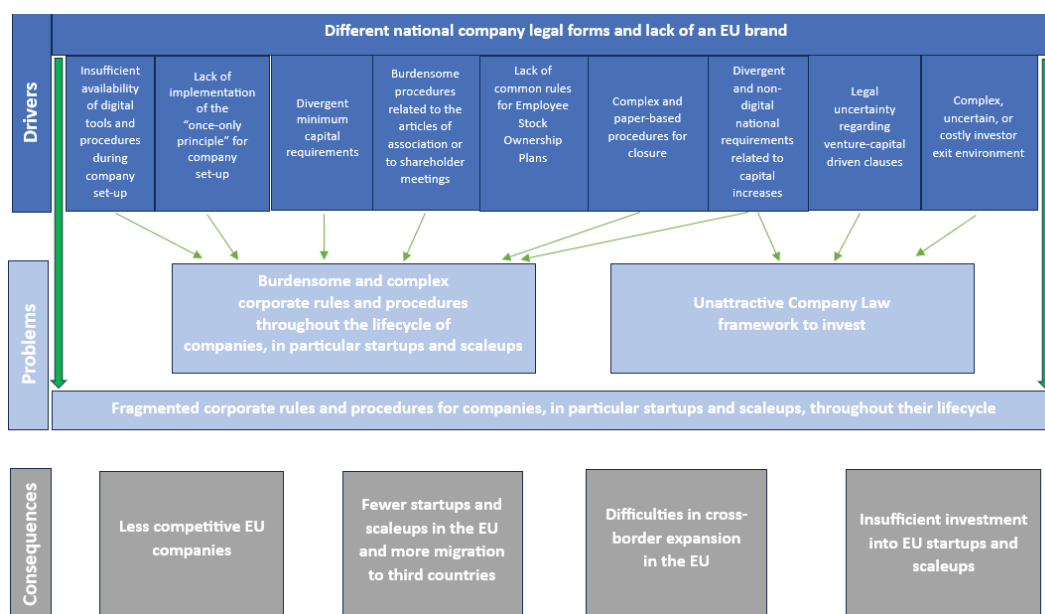 Different national company legal forms and lack of an EU brand
Drivers
Insufficient
availability
of digital
tools and
procedures
during
company
set-up
Lack of
implementation
of the
“once-only
principle” for
company
set-up
Divergent
minimum
capital
requirements
Burdensome
procedures
related to the
articles of
association or
to shareholder
meetings
Lack of
common rules
for Employee
Stock
Ownership
Plans
Complex and
paper-based
procedures for
closure
Divergent
and non-
digital
national
requirements
related to
capital
increases
Legal
uncertainty
regarding
venture-capital
driven clauses
Complex,
uncertain, or
costly investor
exit environment
Problems
Burdensome and complex
corporate rules and procedures
throughout the lifecycle of
companies, in particular startups and scaleups
Unattractive Company Law
framework to invest
Fragmented corporate rules and procedures for companies, in particular startups and scaleups, throughout their lifecycle
Consequences
Less competitive EU
companies
Fewer startups and
scaleups in the EU
and more migration
to third countries
Difficulties in cross-
border expansion
in the EU
Insufficient investment
into EU startups and
scaleups